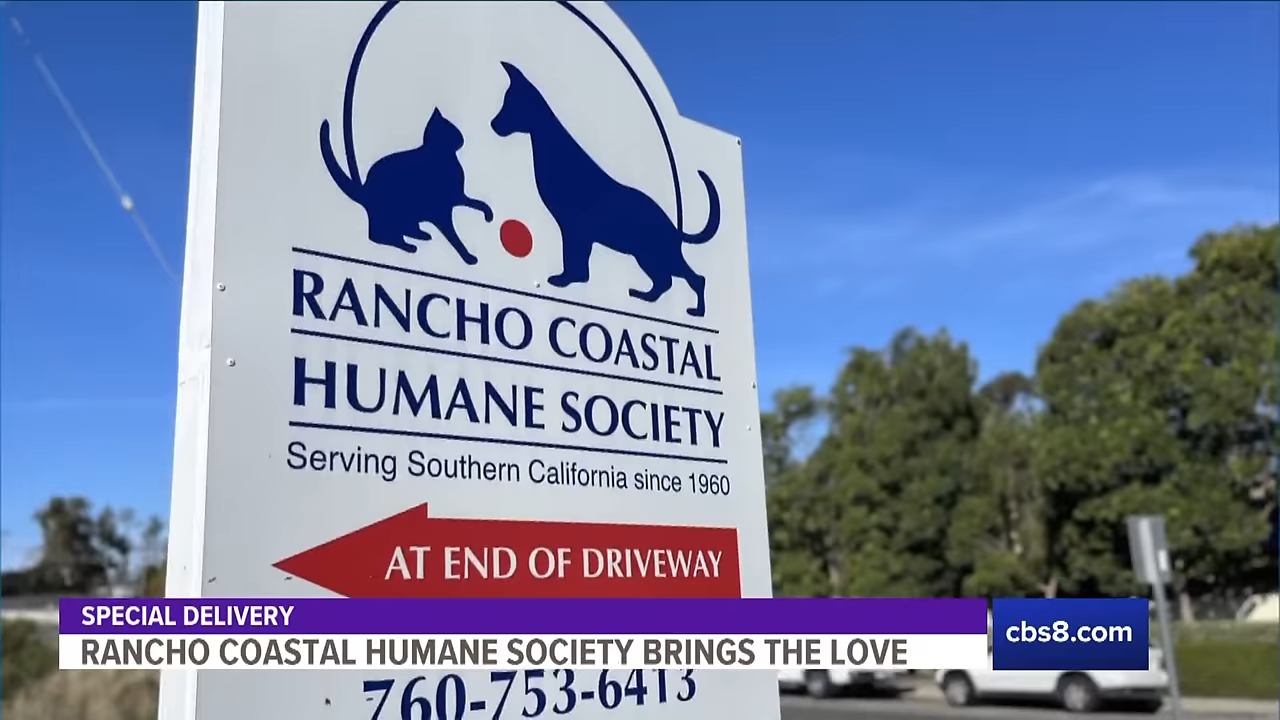 RANCHO COASTAL
HUMANE SOCIETY
Serving Southern California since 1960
AT END OF DRIVEWAY
SPECIAL DELIVERY
RANCHO COASTAL HUMANE SOCIETY BRINGS THE LOVE
cbs8.com
760-753-6413